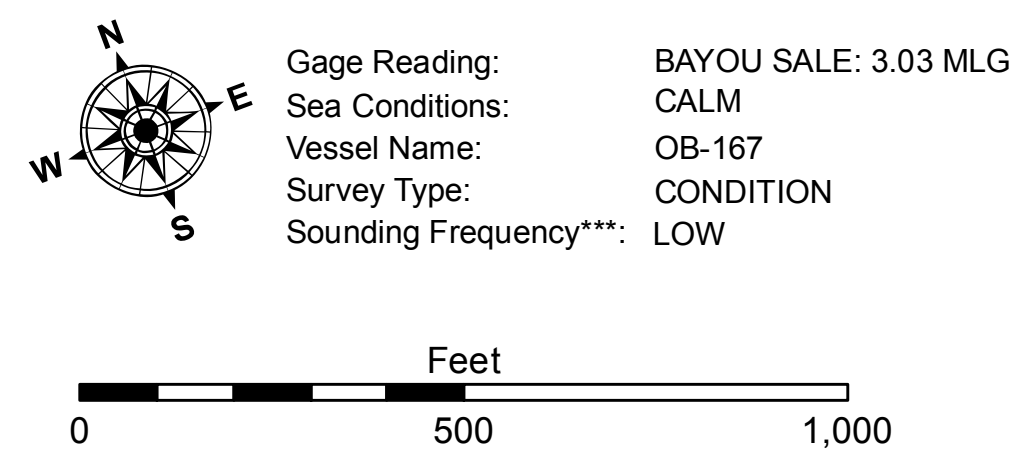 N
E
W
S
Gage Reading: BAYOU SALE: 3.03 MLG
Sea Conditions: CALM
Vessel Name: OB-167
Survey Type: CONDITION
Sounding Frequency***: LOW
Feet
0 500 1,000